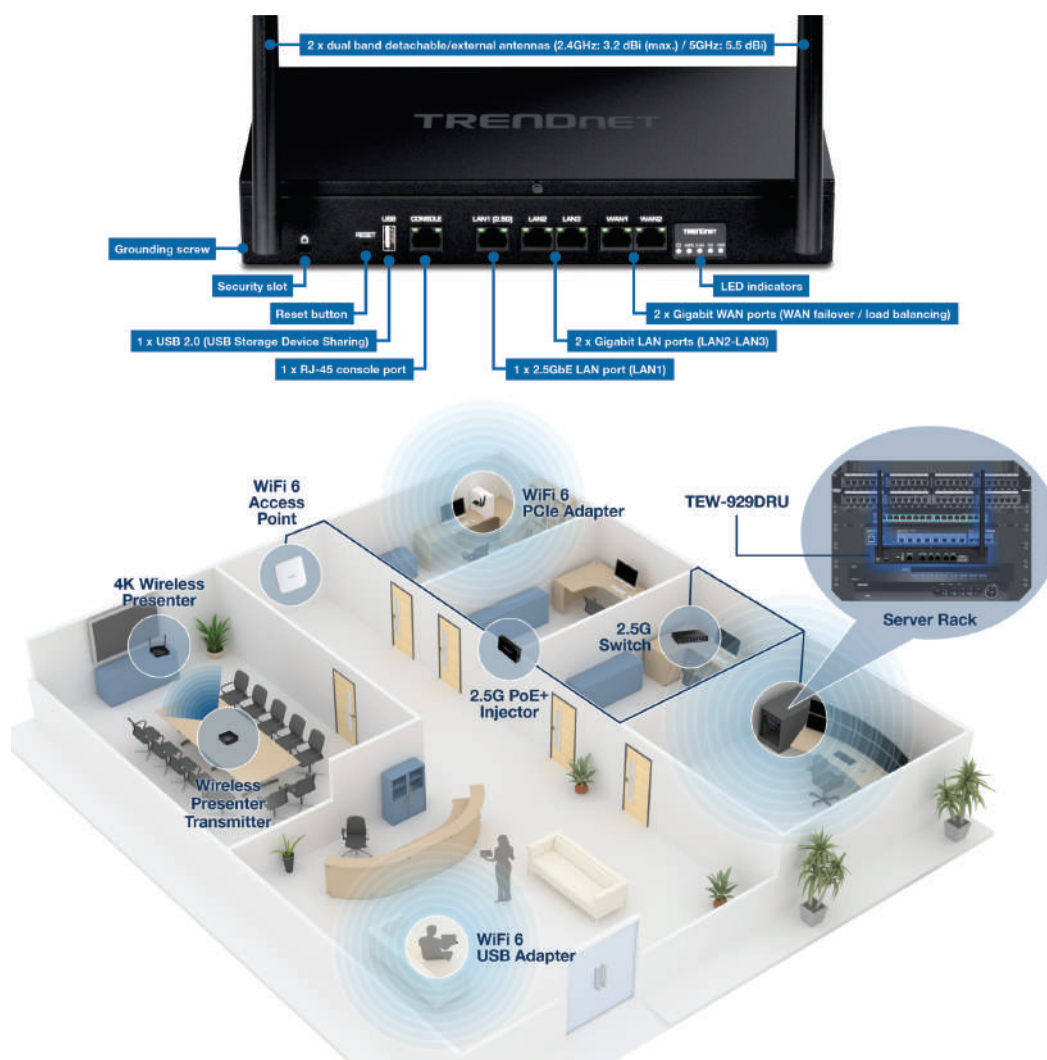 2 x dual band detachable/external antennas (2.4GHz: 3.2 dBi (max.) / 5GHz: 5.5 dBi)
TRENDNET
USB
CONSOLE
LAN1 (2.5G)
LAN2
LAN3
WAN1
WAN2
RESET
TRENDNET
Grounding screw
Security slot
LED indicators
Reset button
2 x Gigabit WAN ports (WAN failover / load balancing)
1 x USB 2.0 (USB Storage Device Sharing)
2 x Gigabit LAN ports (LAN2-LAN3)
1 x RJ-45 console port
1 x 2.5GbE LAN port (LAN1)
WiFi 6
Access
Point
WiFi 6
PCIe Adapter
TEW-929DRU
4K Wireless
Presenter
2.5G
Switch
Server Rack
2.5G PoE+
Injector
Wireless
Presenter
Transmitter
WiFi 6
USB Adapter